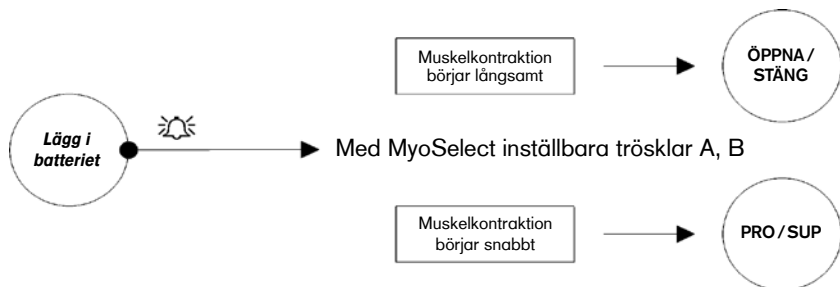 Muskelkontraktion
börjar långsamt
ÖPPNA /
STÄNG
Lägg i
batteriet
Med MyoSelect inställbara trösklar A, B
Muskelkontraktion
börjar snabbt
PRO / SUP